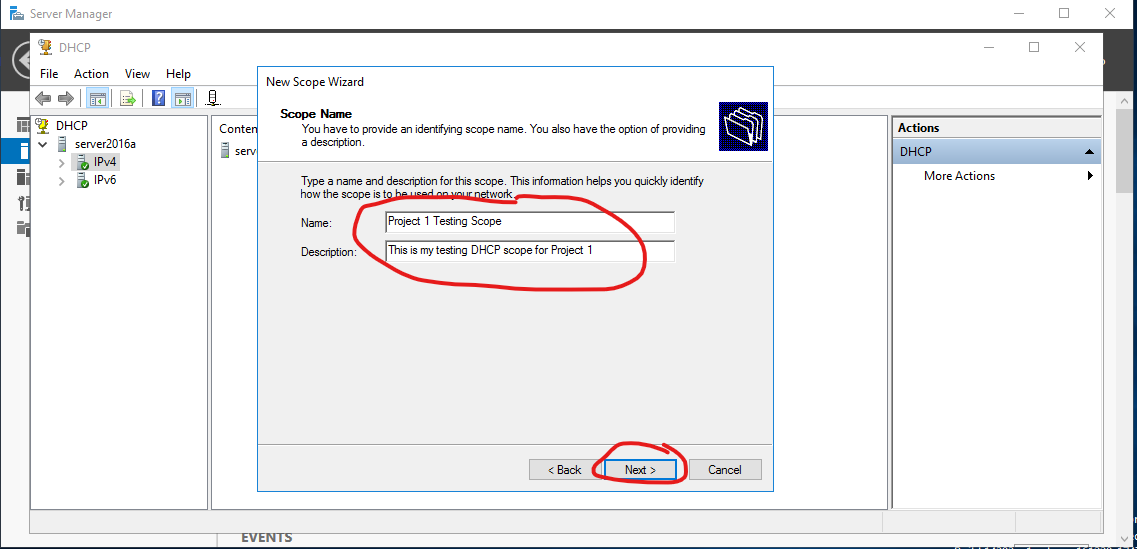 Server Manager
DHCP
File Action View Help
DHCP
server2016a
IPv4
IPv6
Conten
serv
New Scope Wizard
Scope Name
You have to provide an identifying scope name. You also have the option of providing
a description.
Type a name and description for this scope. This information helps you quickly identify
how the scope is to be used on your network.
Name: Project 1 Testing Scope
Description: This is my testing DHCP scope for Project 1
< Back Next > Cancel
Actions
DHCP
More Actions
EVENTS